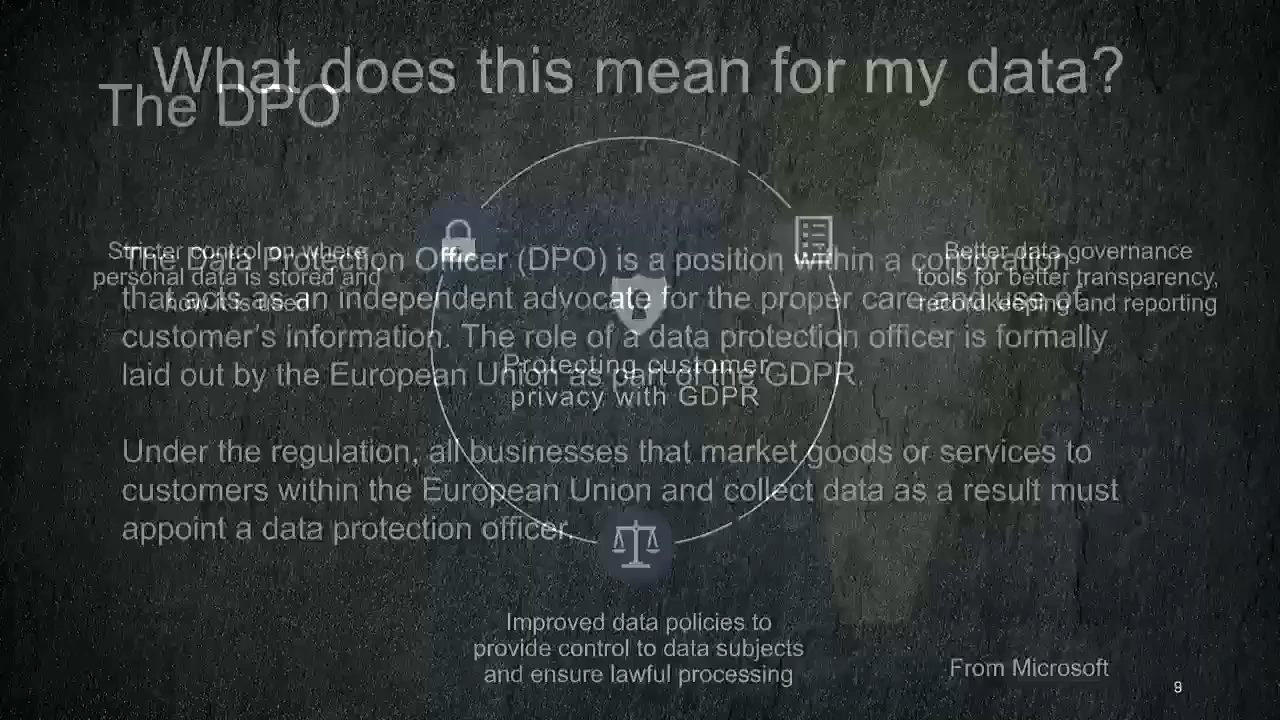 What does this mean for my data?
The DPO
Stricter control on where
personal data is stored and
how it is used
Better data governance
tools for better transparency,
recordkeeping and reporting
The Data Protection Officer (DPO) is a position within a corporation
that acts as an independent advocate for the proper care and use of
customer's information. The role of a data protection officer is formally
laid out by the European Union as part of the GDPR
Protecting customer
privacy with GDPR
Under the regulation, all businesses that market goods or services to
customers within the European Union and collect data as a result must
appoint a data protection officer.
Improved data policies to
provide control to data subjects
and ensure lawful processing
From Microsoft